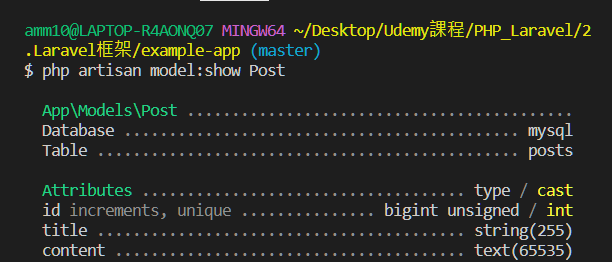 amm10@LAPTOP-R4AONQ07 MINGW64 ~/Desktop/Udemy課程/PHP_Laravel/2
.Laravel框架/example-app (master)
$ php artisan model:show Post
App\Models\Post ...............................................
Database ................................................ mysql
Table ................................................... posts
Attributes ....................................... type / cast
id increments, unique ................ bigint unsigned / int
title .............................................. string(255)
content .......................................... text(65535)